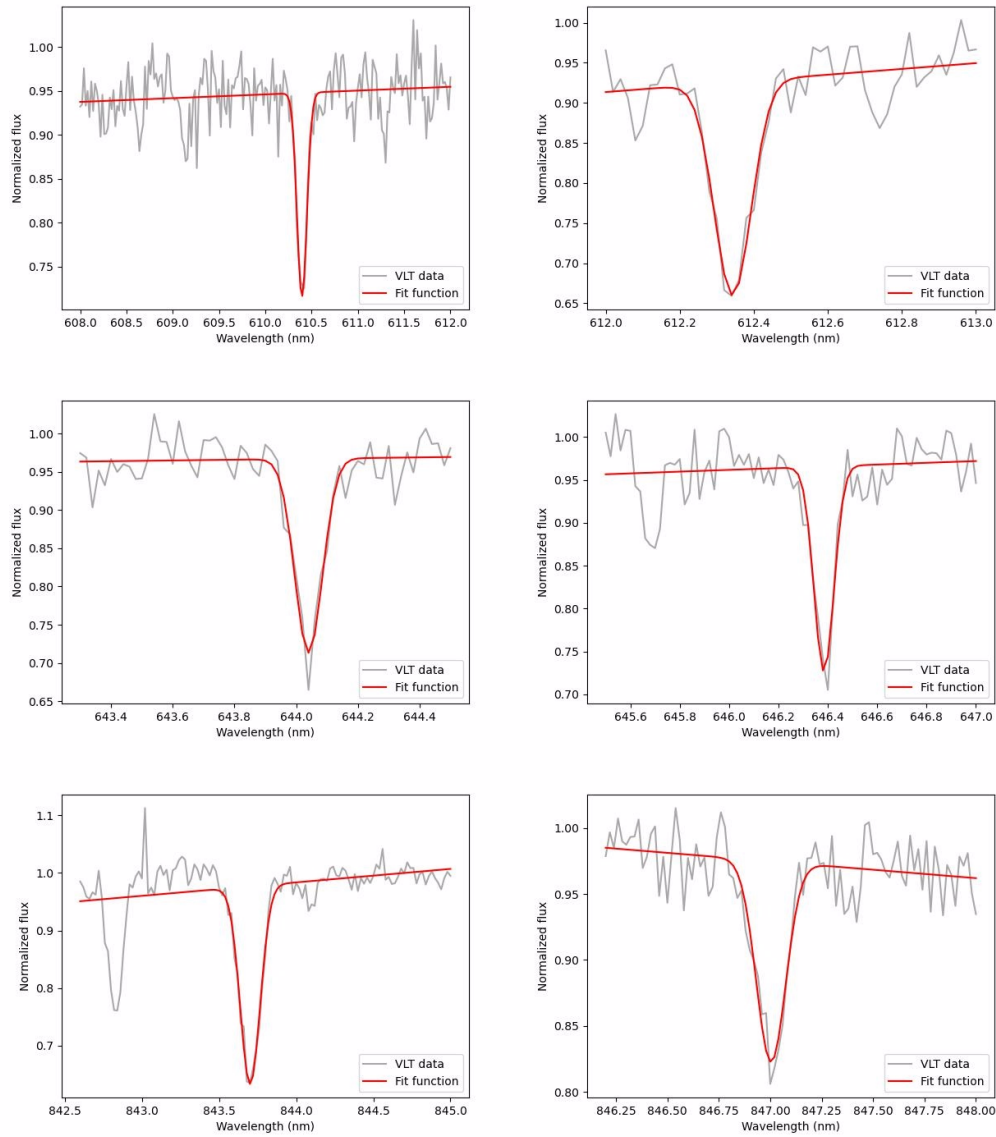 1.00
0.95
0.90
0.85
0.80
0.75
Normalized flux
VLT data
Fit function
608.0 608.5 609.0 609.5 610.0 610.5 611.0 611.5 612.0
Wavelength (nm)
1.00
0.95
0.90
0.85
0.80
0.75
0.70
0.65
Normalized flux
VLT data
Fit function
612.0 612.2 612.4 612.6 612.8 613.0
Wavelength (nm)
1.00
0.95
0.90
0.85
0.80
0.75
0.70
0.65
Normalized flux
VLT data
Fit function
643.4 643.6 643.8 644.0 644.2 644.4
Wavelength (nm)
1.00
0.95
0.90
0.85
0.80
0.75
0.70
Normalized flux
VLT data
Fit function
645.6 645.8 646.0 646.2 646.4 646.6 646.8 647.0
Wavelength (nm)
1.1
1.0
0.9
0.8
0.7
Normalized flux
VLT data
Fit function
842.5 843.0 843.5 844.0 844.5 845.0
Wavelength (nm)
1.00
0.95
0.90
0.85
0.80
Normalized flux
VLT data
Fit function
846.25 846.50 846.75 847.00 847.25 847.50 847.75 848.00
Wavelength (nm)